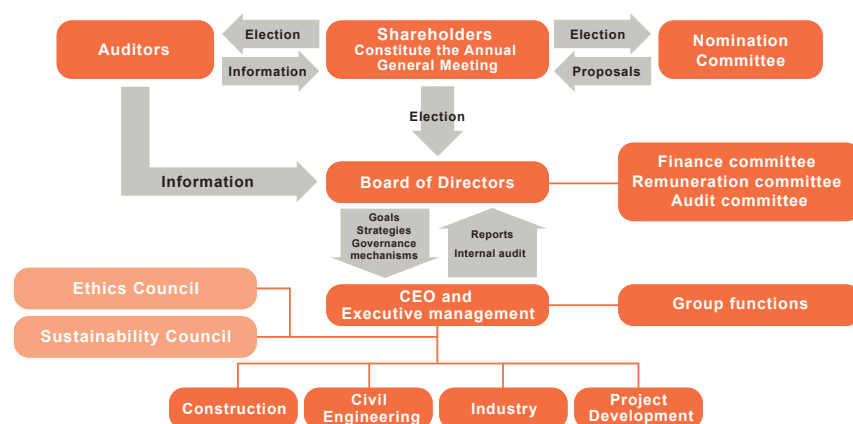 Auditors
Election
Information
Shareholders
Constitute the Annual
General Meeting
Election
Proposals
Nomination
Committee
Election
Information
Board of Directors
Finance committee
Remuneration committee
Audit committee
Goals
Strategies
Governance
mechanisms
Reports
Internal audit
Ethics Council
Sustainability Council
CEO and
Executive management
Group functions
Construction
Civil
Engineering
Industry
Project
Development